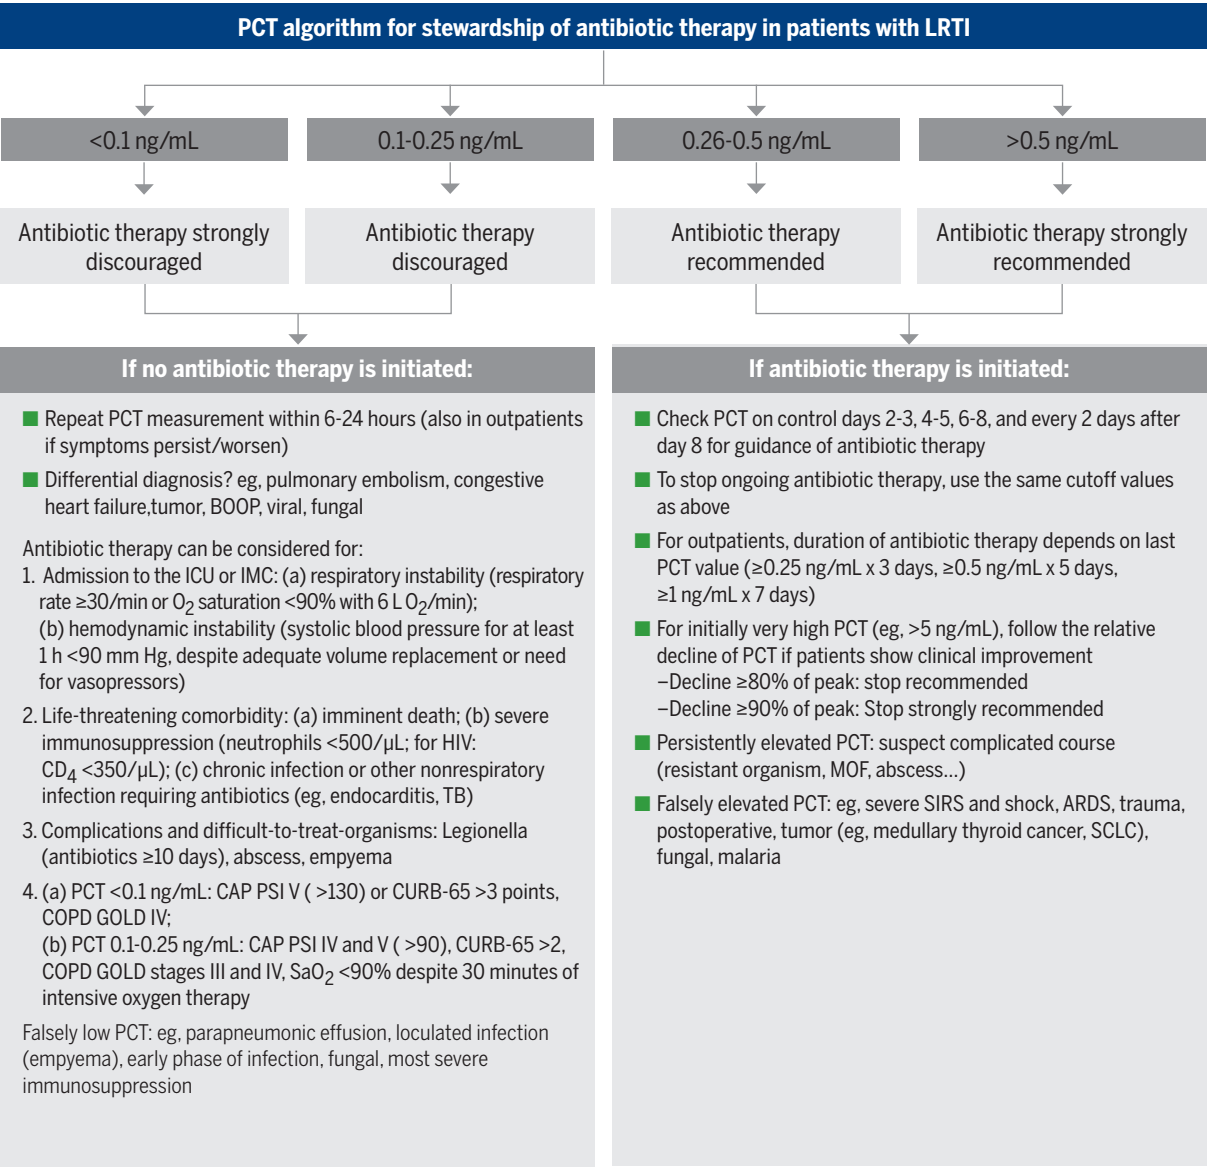 PCT algorithm for stewardship of antibiotic therapy in patients with LRTI
<0.1 ng/mL
0.1-0.25 ng/mL
0.26-0.5 ng/mL
>0.5 ng/mL
Antibiotic therapy strongly
discouraged
Antibiotic therapy
discouraged
Antibiotic therapy
recommended
Antibiotic therapy strongly
recommended
If no antibiotic therapy is initiated:
Repeat PCT measurement within 6-24 hours (also in outpatients
if symptoms persist/worsen)
Differential diagnosis? eg, pulmonary embolism, congestive
heart failure,tumor, BOOP, viral, fungal
Antibiotic therapy can be considered for:
1. Admission to the ICU or IMC: (a) respiratory instability (respiratory
rate ≥30/min or O2 saturation <90% with 6 L O2/min);
(b) hemodynamic instability (systolic blood pressure for at least
1 h <90 mm Hg, despite adequate volume replacement or need
for vasopressors)
2. Life-threatening comorbidity: (a) imminent death; (b) severe
immunosuppression (neutrophils <500/µL; for HIV:
CD4 <350/µL); (c) chronic infection or other nonrespiratory
infection requiring antibiotics (eg, endocarditis, TB)
3. Complications and difficult-to-treat-organisms: Legionella
(antibiotics ≥10 days), abscess, empyema
4. (a) PCT <0.1 ng/mL: CAP PSI V ( >130) or CURB-65 >3 points,
COPD GOLD IV;
(b) PCT 0.1-0.25 ng/mL: CAP PSI IV and V ( >90), CURB-65 >2,
COPD GOLD stages III and IV, SaO2 <90% despite 30 minutes of
intensive oxygen therapy
Falsely low PCT: eg, parapneumonic effusion, loculated infection
(empyema), early phase of infection, fungal, most severe
immunosuppression
If antibiotic therapy is initiated:
Check PCT on control days 2-3, 4-5, 6-8, and every 2 days after
day 8 for guidance of antibiotic therapy
To stop ongoing antibiotic therapy, use the same cutoff values
as above
For outpatients, duration of antibiotic therapy depends on last
PCT value (≥0.25 ng/mL x 3 days, ≥0.5 ng/mL x 5 days,
≥1 ng/mL x 7 days)
For initially very high PCT (eg, >5 ng/mL), follow the relative
decline of PCT if patients show clinical improvement
–Decline ≥80% of peak: stop recommended
–Decline ≥90% of peak: Stop strongly recommended
Persistently elevated PCT: suspect complicated course
(resistant organism, MOF, abscess...)
Falsely elevated PCT: eg, severe SIRS and shock, ARDS, trauma,
postoperative, tumor (eg, medullary thyroid cancer, SCLC),
fungal, malaria